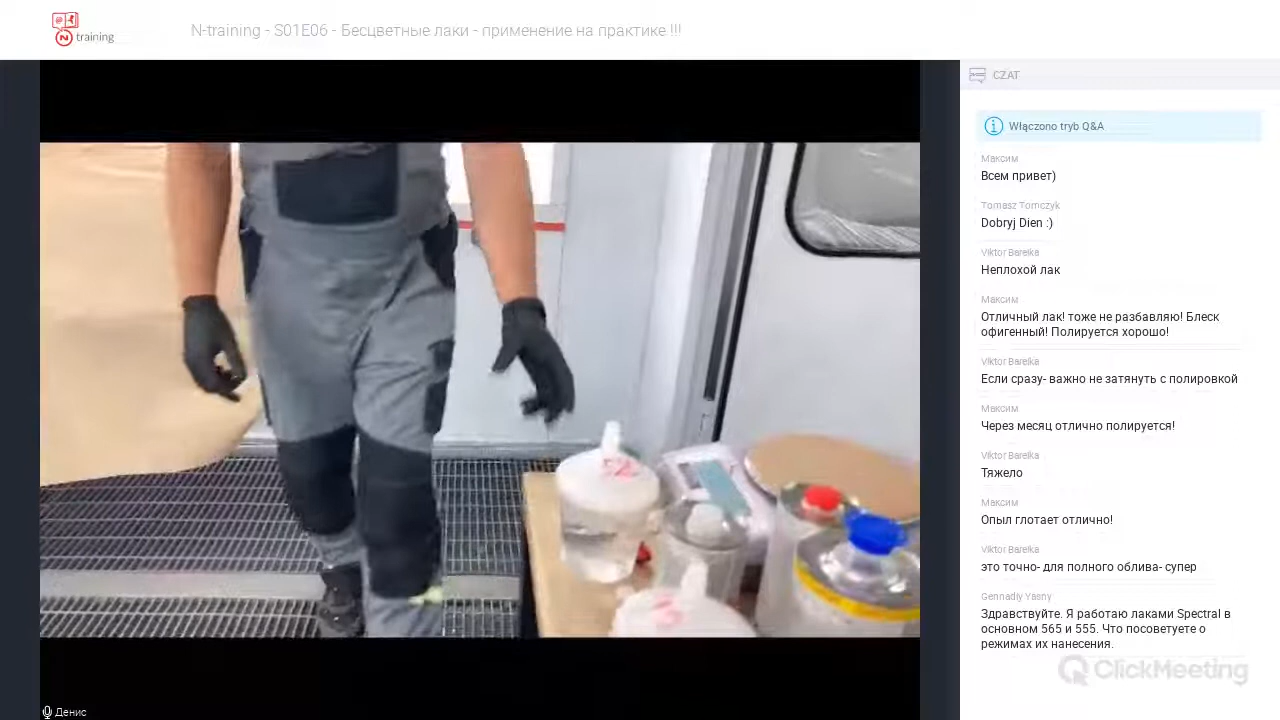 training
N-training - S01E06 - Бесцветные лаки - применение на практике !!!
CZAT
Włączono tryb Q&A
Максим
Всем привет)
Tomasz Tomczyk
Dobryj Dien :)
Viktor Bareika
Неплохой лак
Максим
Отличный лак! тоже не разбавляю! Блеск
офигенный! Полируется хорошо!
Viktor Bareika
Если сразу- важно не затянуть с полировкой
Максим
Через месяц отлично полируется!
Viktor Bareika
Тяжело
Максим
Опыл глотает отлично!
Viktor Bareika
это точно- для полного облива- супер
Gennadiy Yasny
Здравствуйте. Я работаю лаками Spectral в
основном 565 и 555. Что посоветуете о
режимах их нанесения.
ClickMeeting
Денис